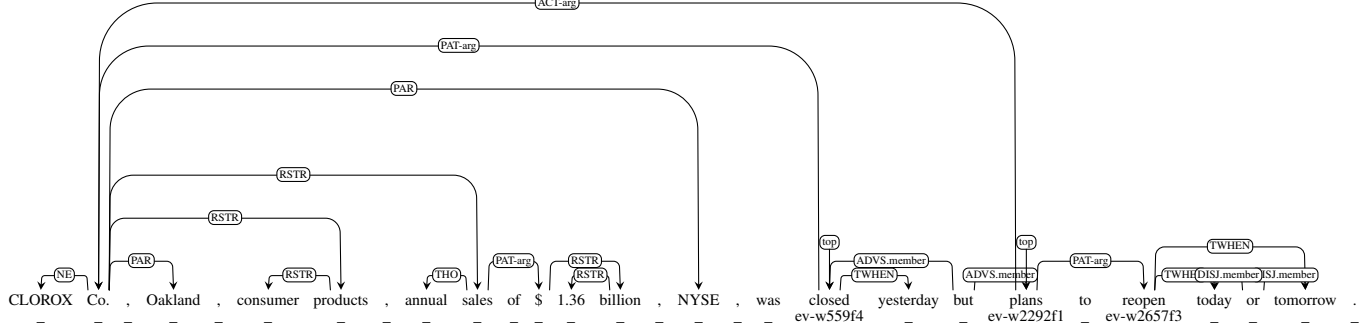 ACT-arg
PAT-arg
PAR
RSTR
RSTR
top top TWHEN
NE PAR RSTR THO PAT-arg RSTR RSTR ADVS.member TWHEN ADVS.member PAT-arg DISJ.member
CLOROX Co. , Oakland , consumer products , annual sales of $ 1.36 billion , NYSE , was closed yesterday but plans to reopen today or tomorrow .
ev-w559f4 ev-w2292f1 ev-w2657f3